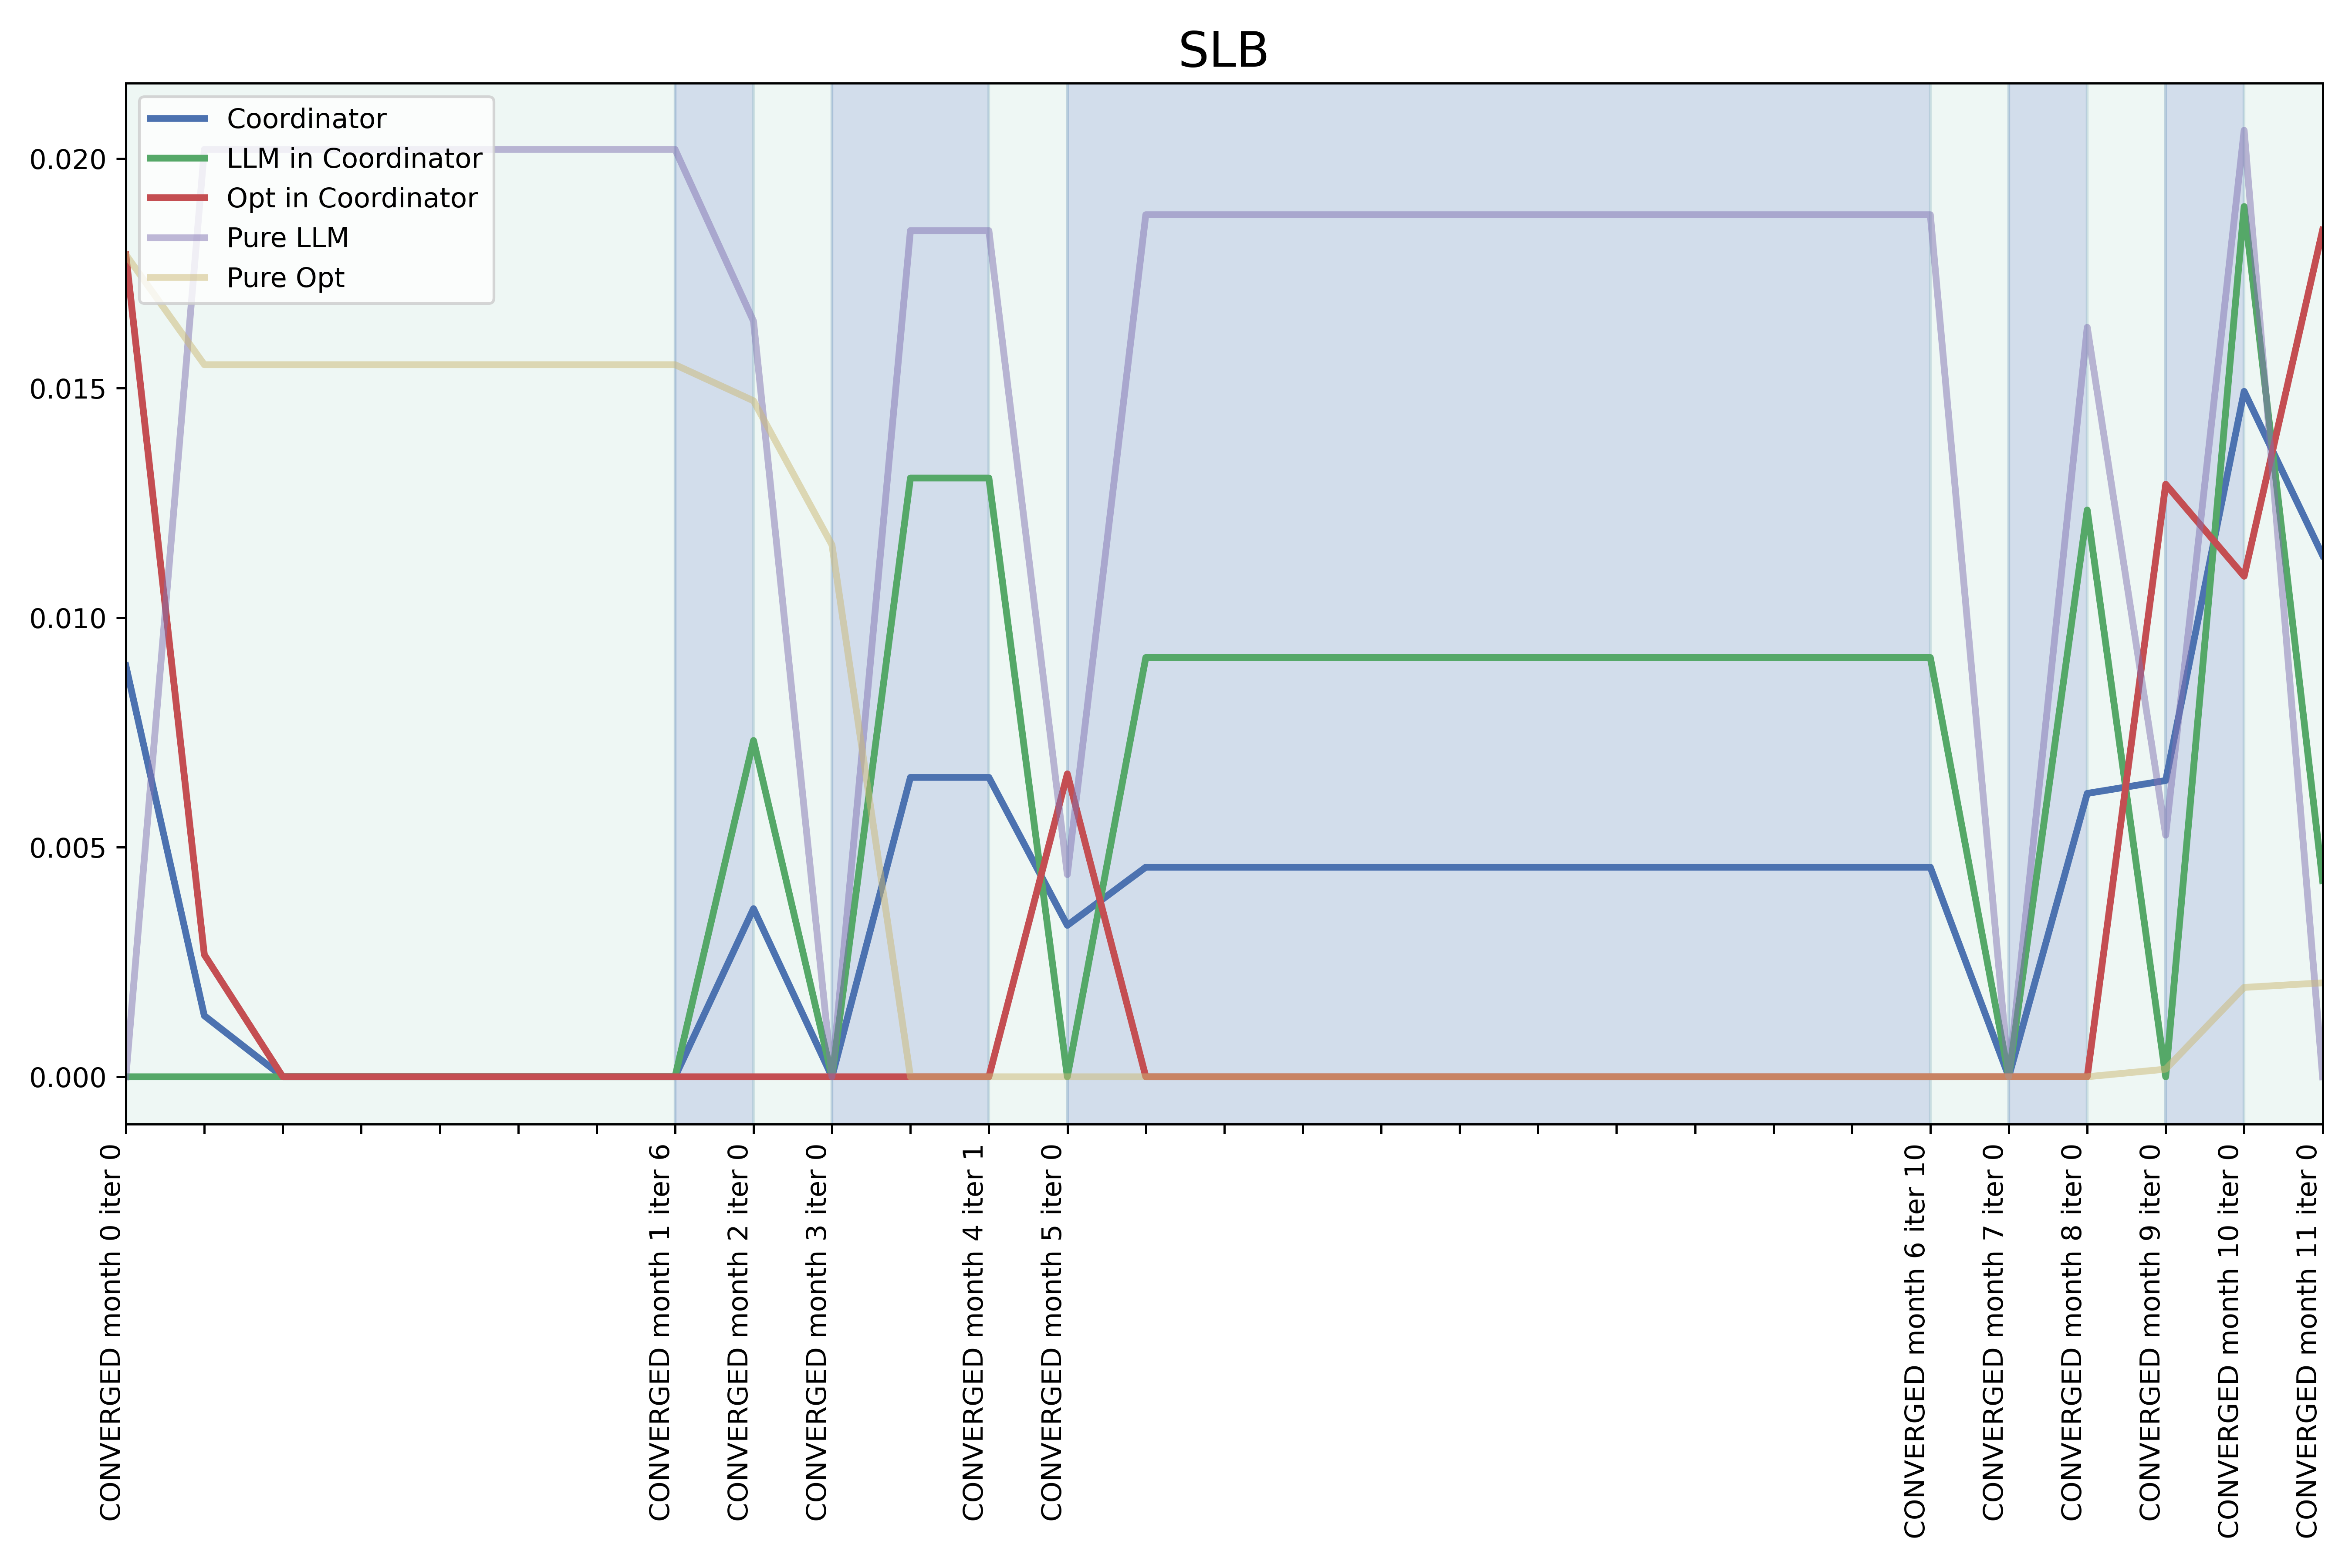 SLB
Coordinator
LLM in Coordinator
Opt in Coordinator
Pure LLM
Pure Opt
0.020
0.015
0.010
0.005
0.000
CONVERGED month 0 iter 0
CONVERGED month 1 iter 6
CONVERGED month 2 iter 0
CONVERGED month 3 iter 0
CONVERGED month 4 iter 1
CONVERGED month 5 iter 0
CONVERGED month 6 iter 10
CONVERGED month 7 iter 0
CONVERGED month 8 iter 0
CONVERGED month 9 iter 0
CONVERGED month 10 iter 0
CONVERGED month 11 iter 0